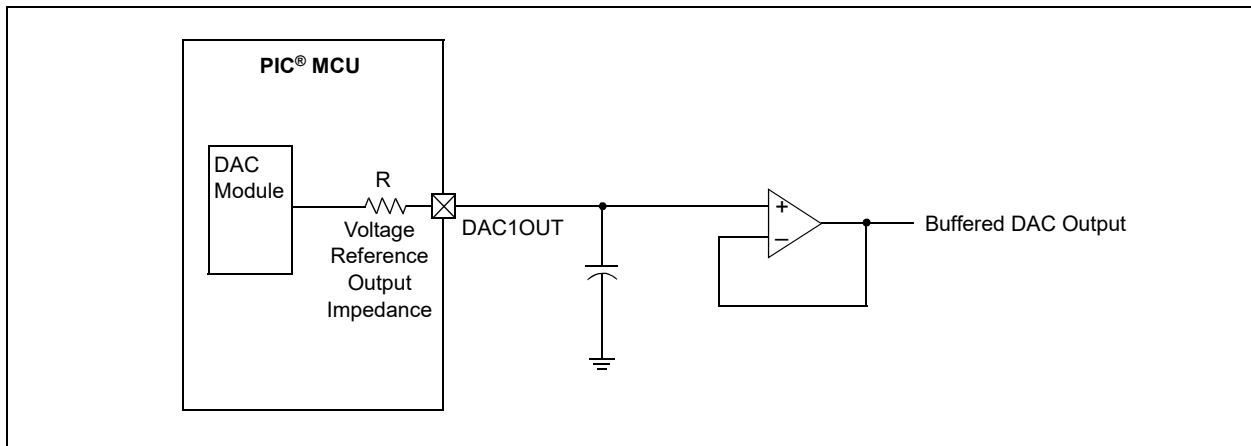 PIC® MCU
DAC
Module
R
Voltage
Reference
Output
Impedance
DAC1OUT
+
–
Buffered DAC Output